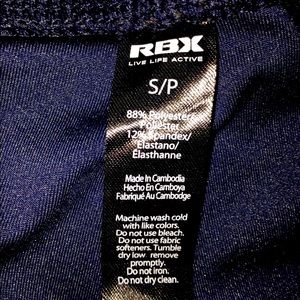 RBX
LIVE LIFE ACTIVE
S/P
88% Polyester/
Poliester
12% Spandex/
Elastano/
Élasthanne
Made In Cambodia
Hecho En Camboya
Fabriqué Au Cambodge
Machine wash cold
with like colors.
Do not use bleach.
Do not use fabric
softeners. Tumble
dry low remove
promptly.
Do not iron.
Do not dry clean.